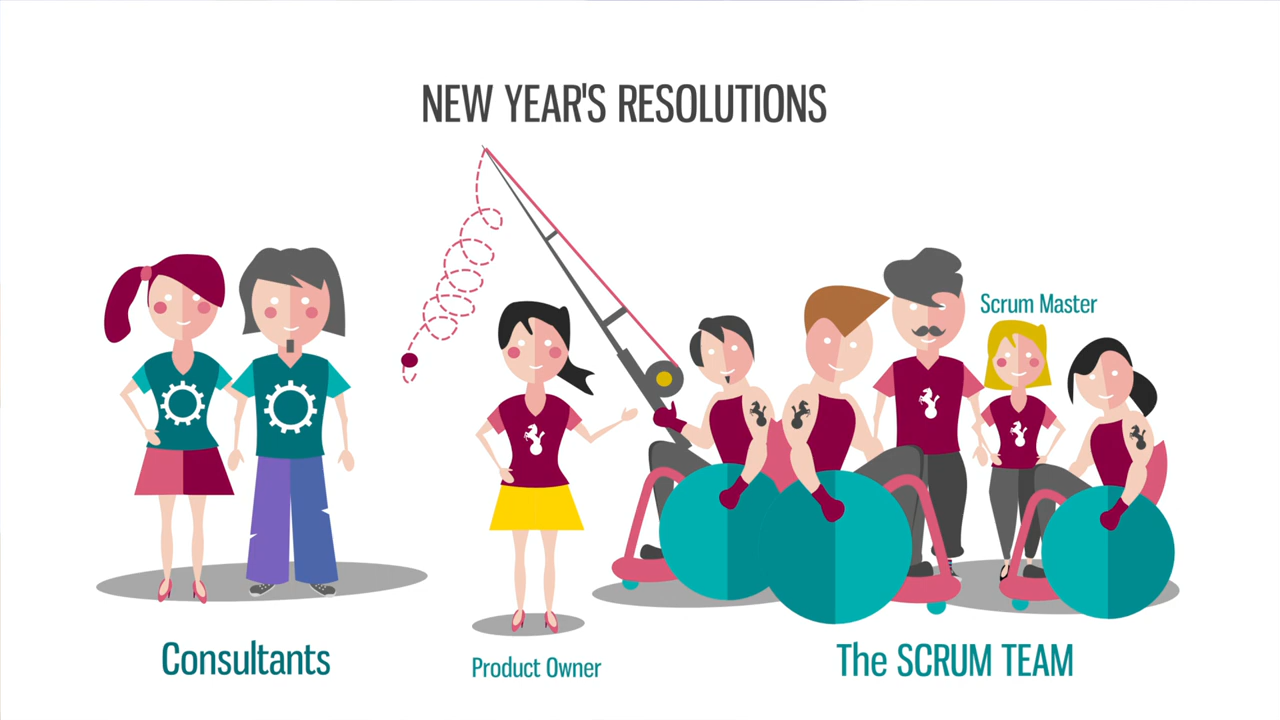 NEW YEAR'S RESOLUTIONS
Scrum Master
Consultants
Product Owner
The SCRUM TEAM